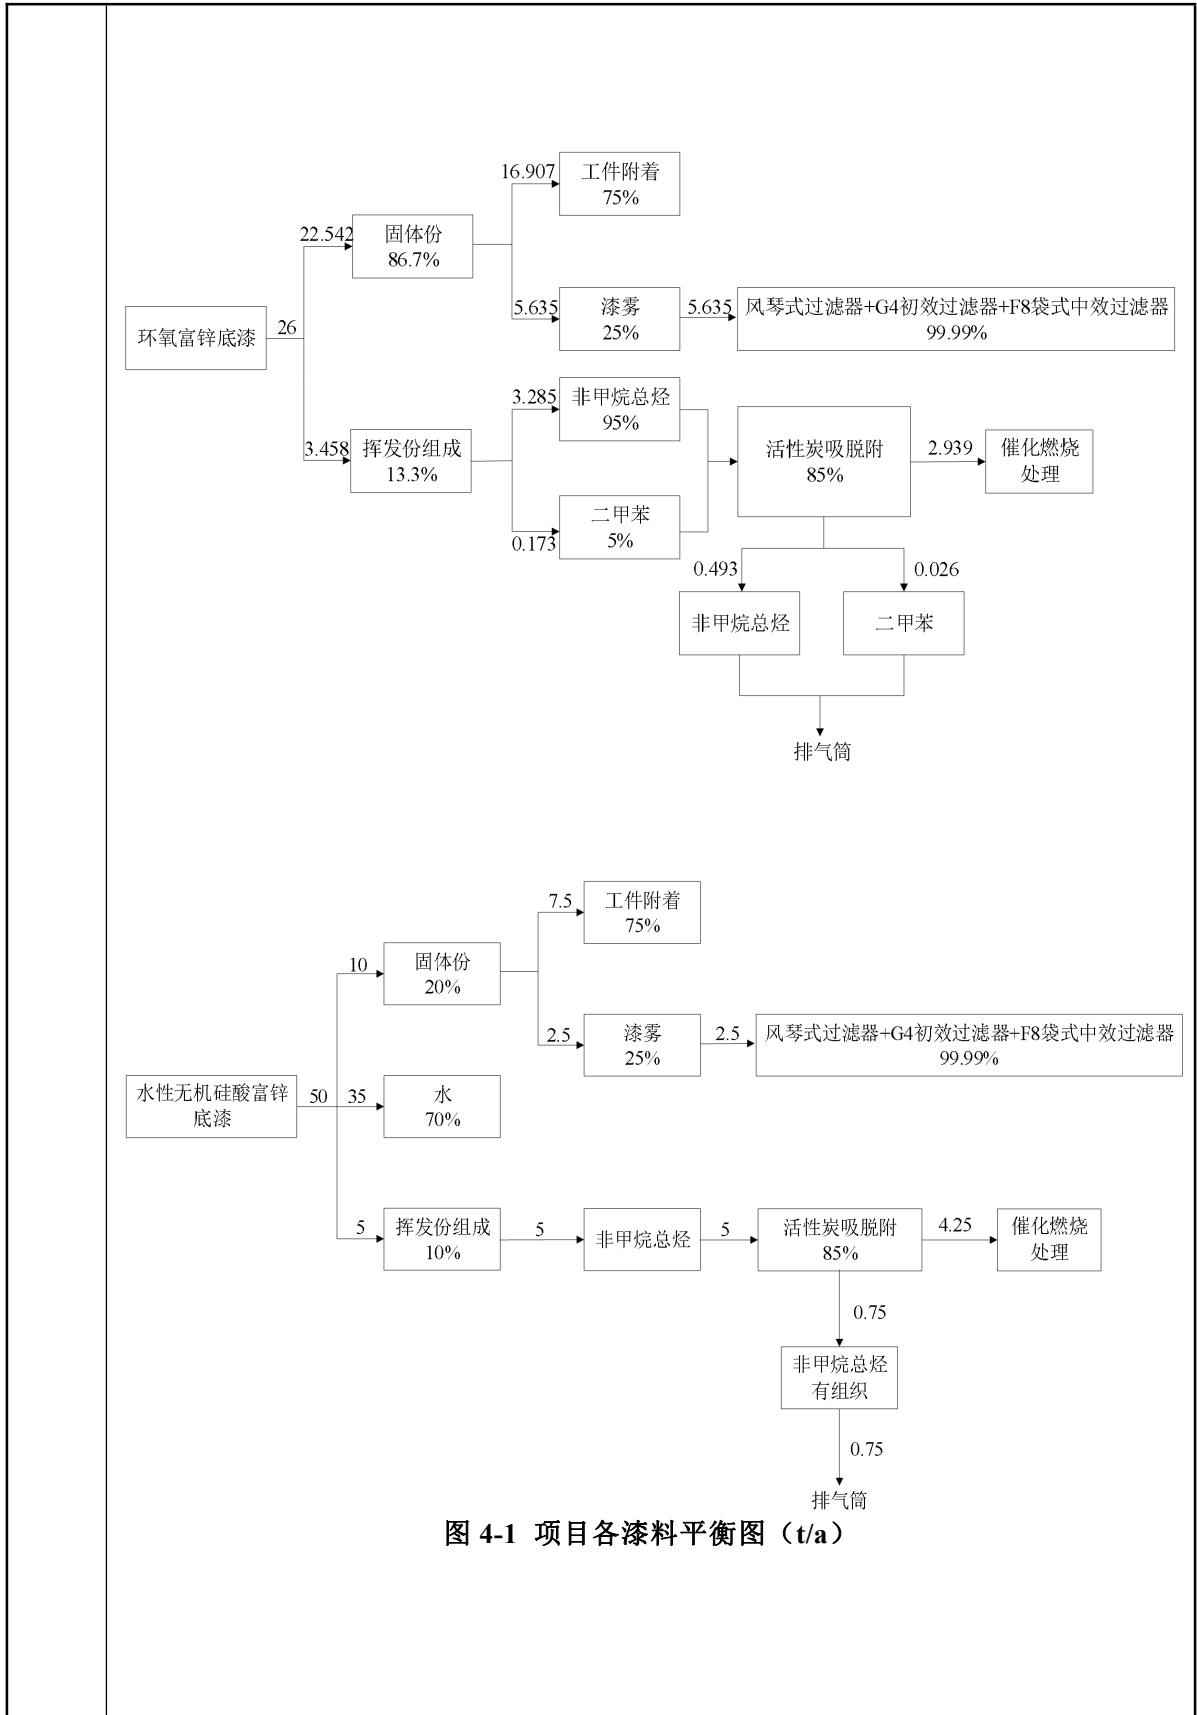 16.907
工件附着
75%
22.542
固体份
86.7%
5.635
漆雾
25%
5.635
风琴式过滤器+G4初效过滤器+F8袋式中效过滤器
99.99%
环氧富锌底漆
26
3.458
挥发份组成
13.3%
3.285
非甲烷总烃
95%
0.173
二甲苯
5%
活性炭吸脱附
85%
2.939
催化燃烧
处理
0.493
0.026
非甲烷总烃
二甲苯
排气筒
7.5
工件附着
75%
10
固体份
20%
2.5
漆雾
25%
2.5
风琴式过滤器+G4初效过滤器+F8袋式中效过滤器
99.99%
水性无机硅酸富锌
底漆
50
35
水
70%
5
挥发份组成
10%
5
非甲烷总烃
5
活性炭吸脱附
85%
4.25
催化燃烧
处理
0.75
非甲烷总烃
有组织
0.75
排气筒
图 4-1 项目各漆料平衡图（t/a）